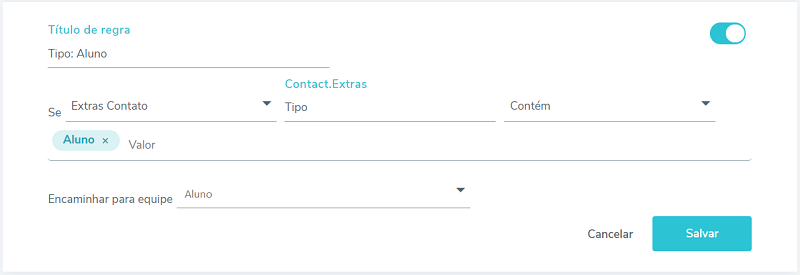 Título de regra
Tipo: Aluno
Contact.Extras
Se Extras Contato Tipo Contém
Aluno × Valor
Encaminhar para equipe Aluno
Cancelar Salvar